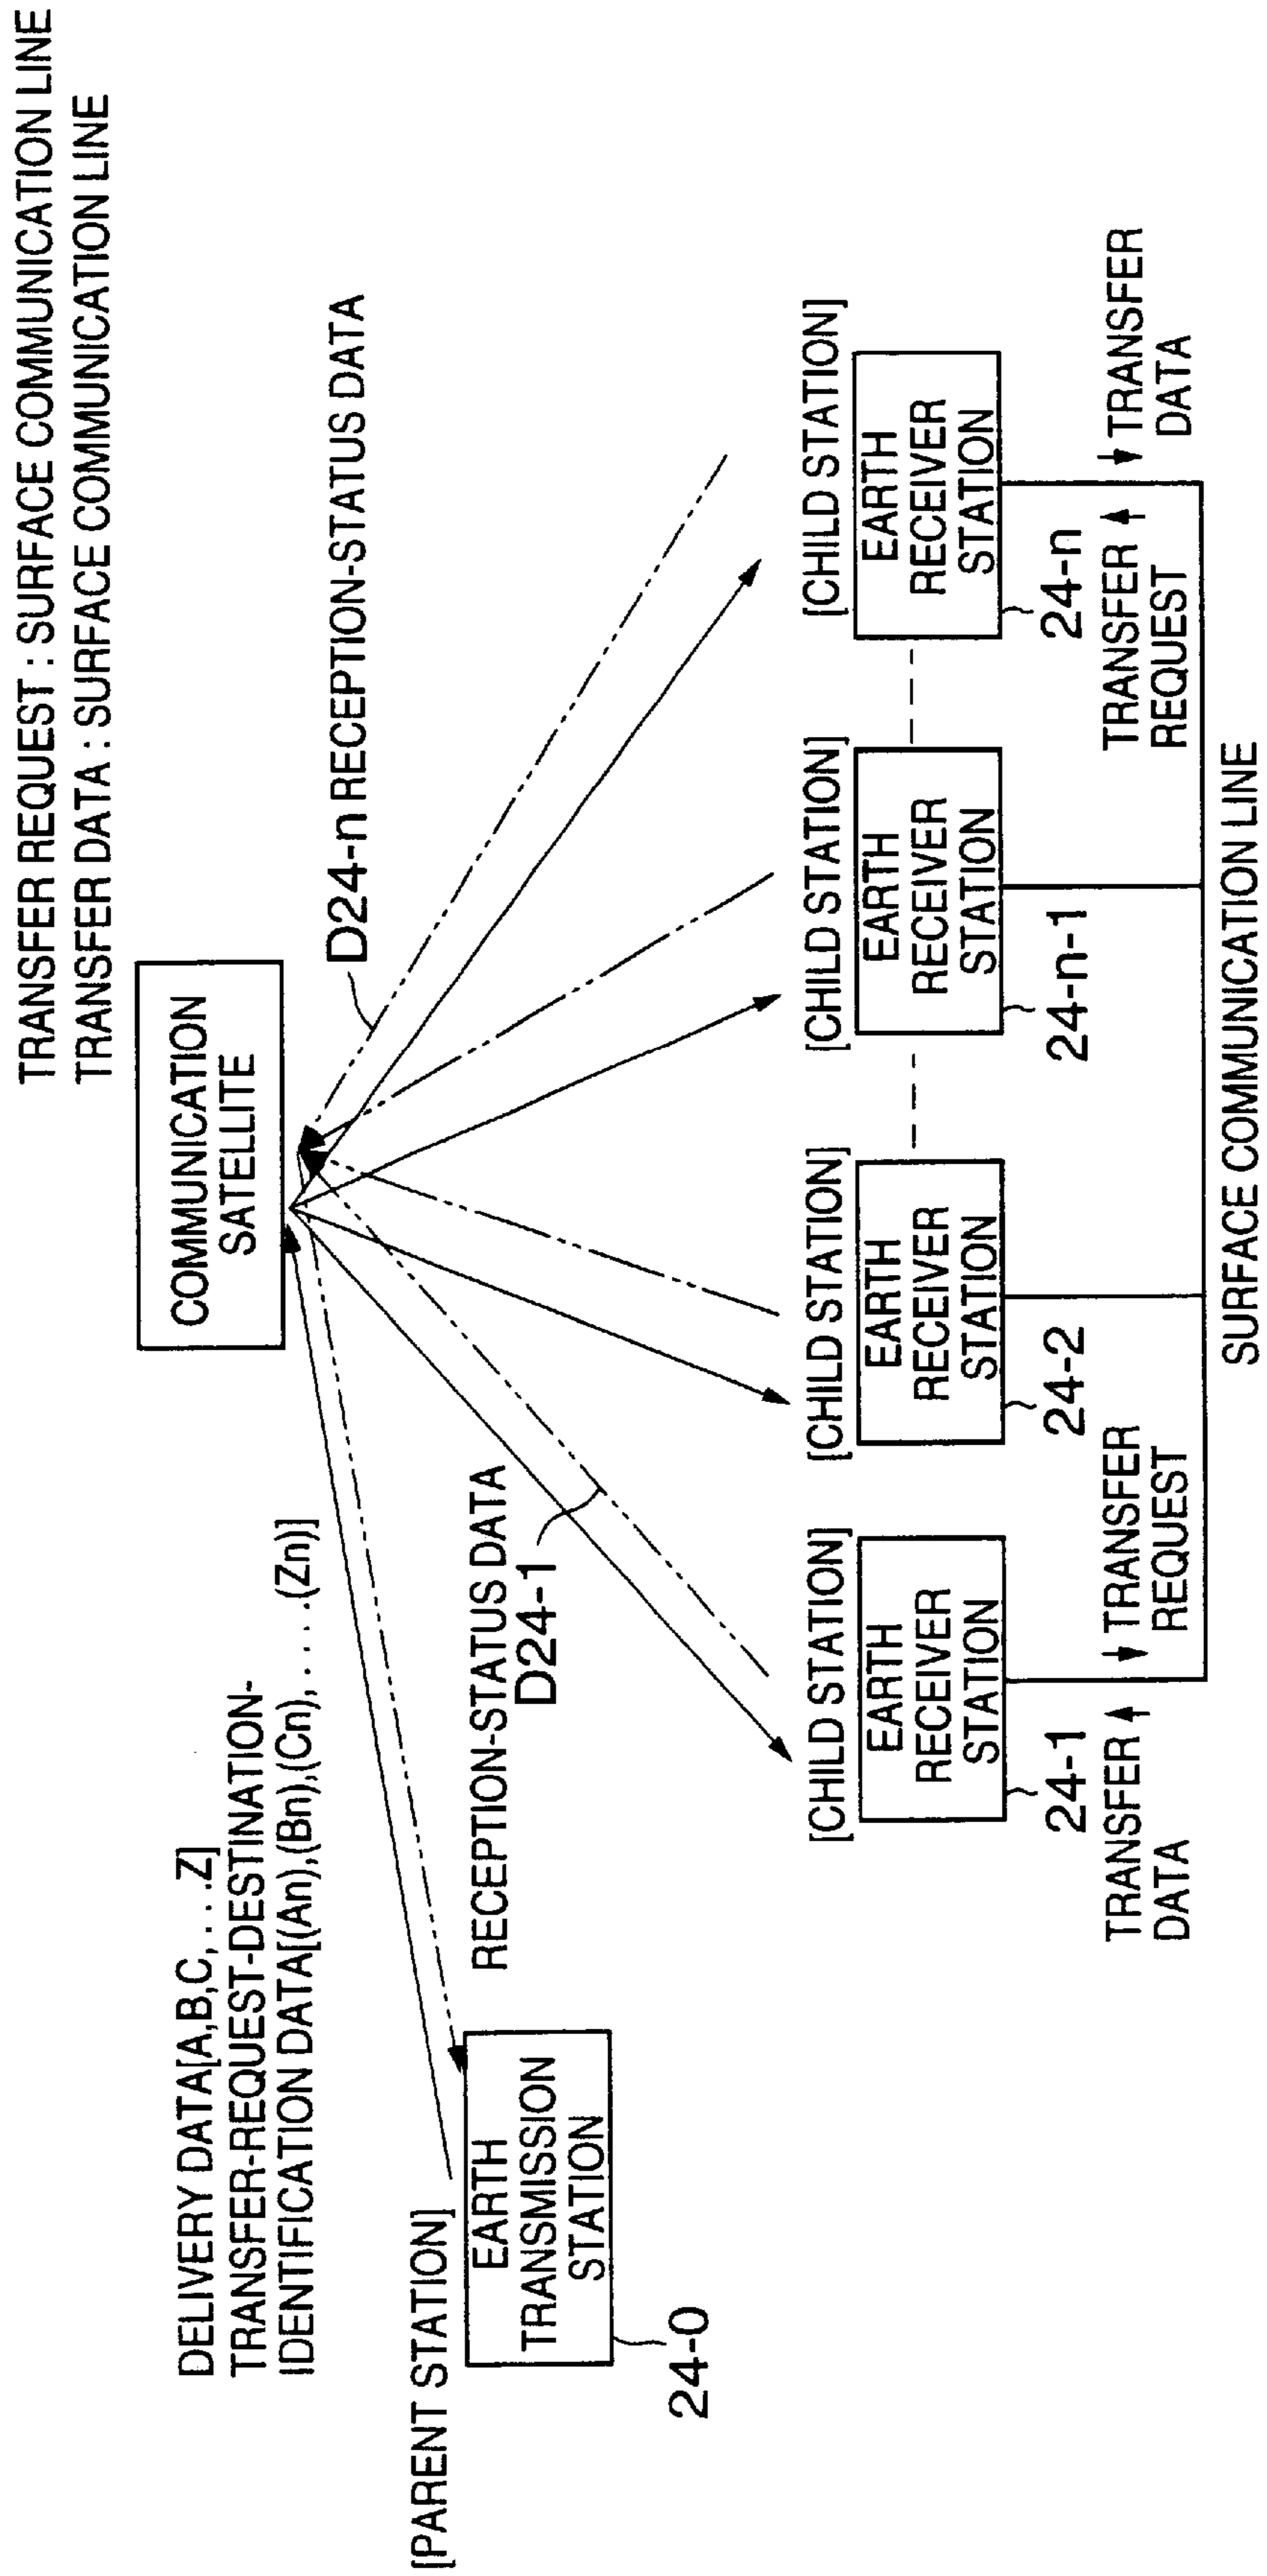 TRANSFER REQUEST : SURFACE COMMUNICATION LINE
TRANSFER DATA : SURFACE COMMUNICATION LINE
COMMUNICATION
SATELLITE
DELIVERY DATA[A,B,C,...Z]
TRANSFER-REQUEST-DESTINATION-
IDENTIFICATION DATA[(An),(Bn),(Cn),....(Zn)]
D24-n RECEPTION-STATUS DATA
[PARENT STATION]
EARTH
TRANSMISSION
STATION
24-0
RECEPTION-STATUS DATA
D24-1
[CHILD STATION]
EARTH
RECEIVER
STATION
24-1
[CHILD STATION]
EARTH
RECEIVER
STATION
24-2
[CHILD STATION]
EARTH
RECEIVER
STATION
24-n-1
[CHILD STATION]
EARTH
RECEIVER
STATION
24-n
TRANSFER
DATA
TRANSFER
REQUEST
TRANSFER
REQUEST
TRANSFER
DATA
SURFACE COMMUNICATION LINE